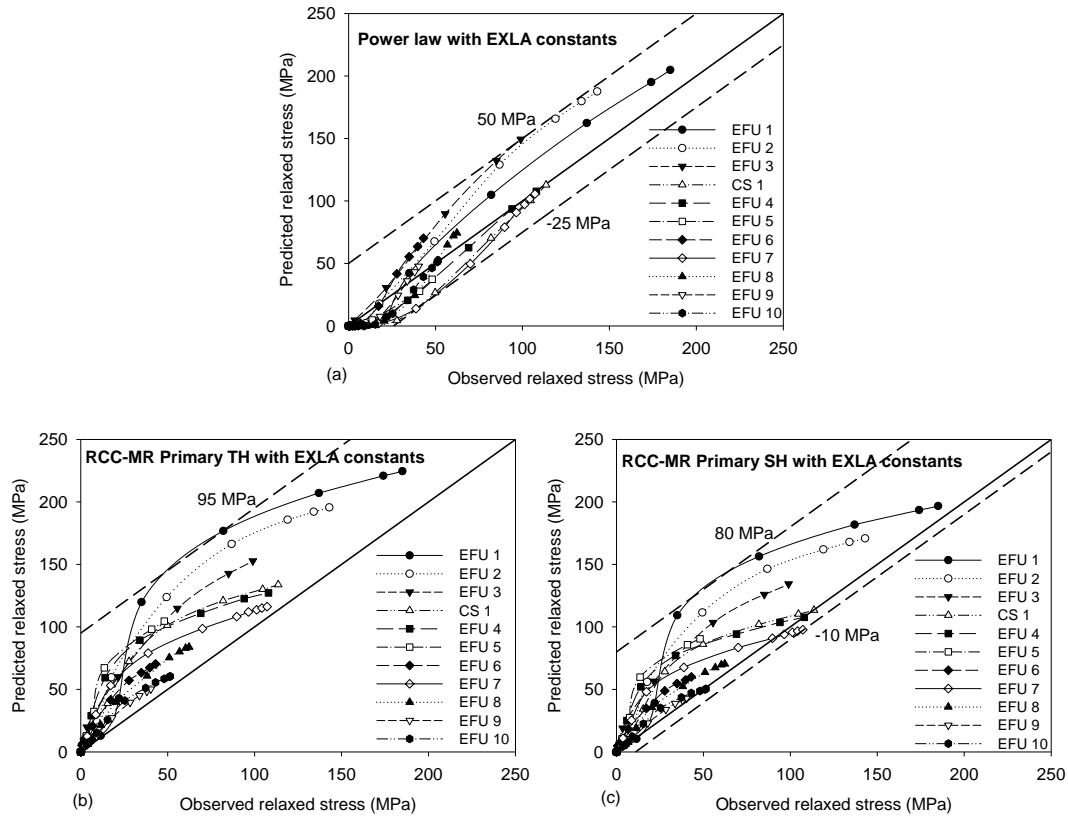 Power law with EXLA constants
Predicted relaxed stress (MPa)
250
200
150
100
50
0
50 MPa
-25 MPa
EFU 1
EFU 2
EFU 3
CS 1
EFU 4
EFU 5
EFU 6
EFU 7
EFU 8
EFU 9
EFU 10
0 50 100 150 200 250
(a)
Observed relaxed stress (MPa)
RCC-MR Primary TH with EXLA constants
Predicted relaxed stress (MPa)
250
200
150
100
50
0
95 MPa
EFU 1
EFU 2
EFU 3
CS 1
EFU 4
EFU 5
EFU 6
EFU 7
EFU 8
EFU 9
EFU 10
0 50 100 150 200 250
(b)
Observed relaxed stress (MPa)
RCC-MR Primary SH with EXLA constants
Predicted relaxed stress (MPa)
250
200
150
100
50
0
80 MPa
-10 MPa
EFU 1
EFU 2
EFU 3
CS 1
EFU 4
EFU 5
EFU 6
EFU 7
EFU 8
EFU 9
EFU 10
0 50 100 150 200 250
(c)
Observed relaxed stress (MPa)